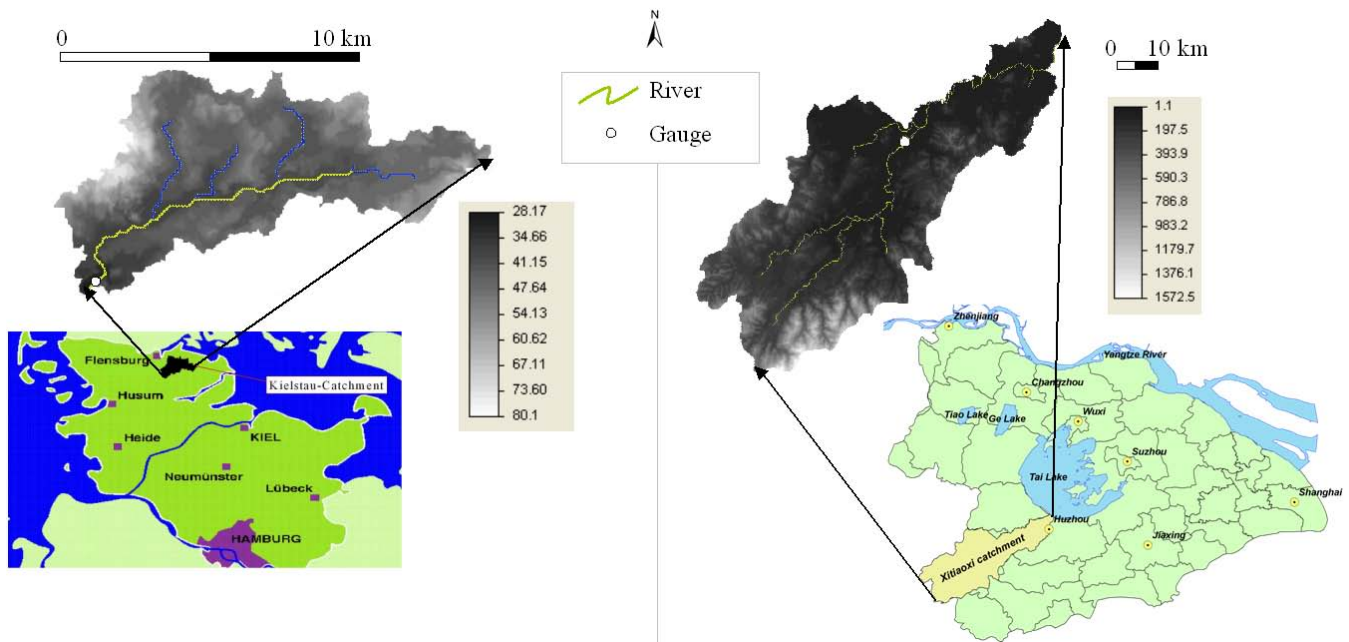 0 10 km
N
River
Gauge
0 10 km
28.17
34.66
41.15
47.64
54.13
60.62
67.11
73.60
80.1
1.1
197.5
393.9
590.3
786.8
983.2
1179.7
1376.1
1572.5
Flensburg
Kielstau-Catchment
Husum
Heide
KIEL
Neumünster
Lübeck
HAMBURG
Zhenjiang
Yangtze River
Changzhou
Tiao Lake
Ge Lake
Wuxi
Suzhou
Tai Lake
Shanghai
Huzhou
Jiaxing
Xitiaoxi catchment